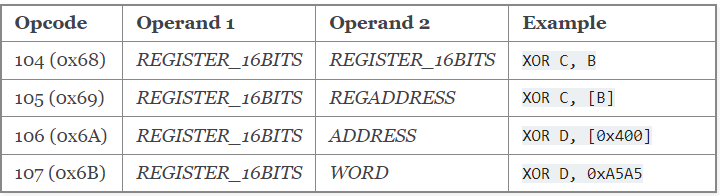 Opcode Operand 1 Operand 2 Example
104 (0x68) REGISTER_16BITS REGISTER_16BITS XOR C, B
105 (0x69) REGISTER_16BITS REGADDRESS XOR C, [B]
106 (0x6A) REGISTER_16BITS ADDRESS XOR D, [0x400]
107 (0x6B) REGISTER_16BITS WORD XOR D, 0xA5A5